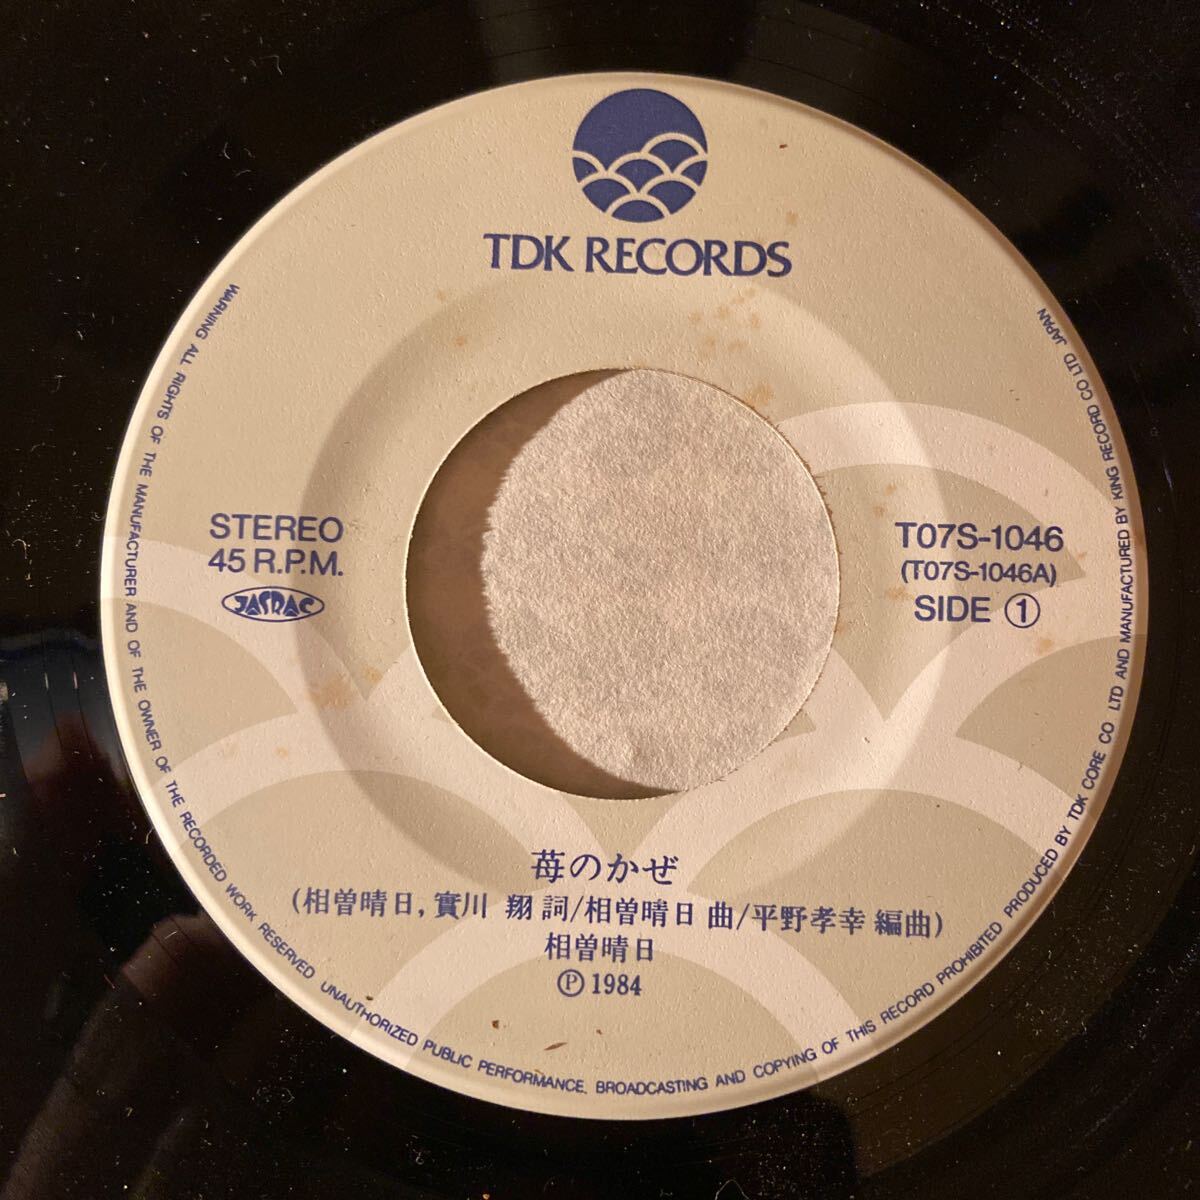 TDK RECORDS
STEREO
45 R.P.M.
JASRAC
T07S-1046
(T07S-1046A)
SIDE ①
苺のかぜ
(相曽晴日, 實川 翔 詞/相曽晴日 曲/平野孝幸 編曲)
相曽晴日
Ⓟ 1984
WARNING ALL RIGHTS OF THE MANUFACTURER AND OF THE OWNER OF THE RECORDED WORK RESERVED UNAUTHORIZED PUBLIC PERFORMANCE, BROADCASTING AND COPYING OF THIS RECORD PROHIBITED PRODUCED BY TDK CORE CO LTD AND MANUFACTURED BY KING RECORD CO LTD JAPAN